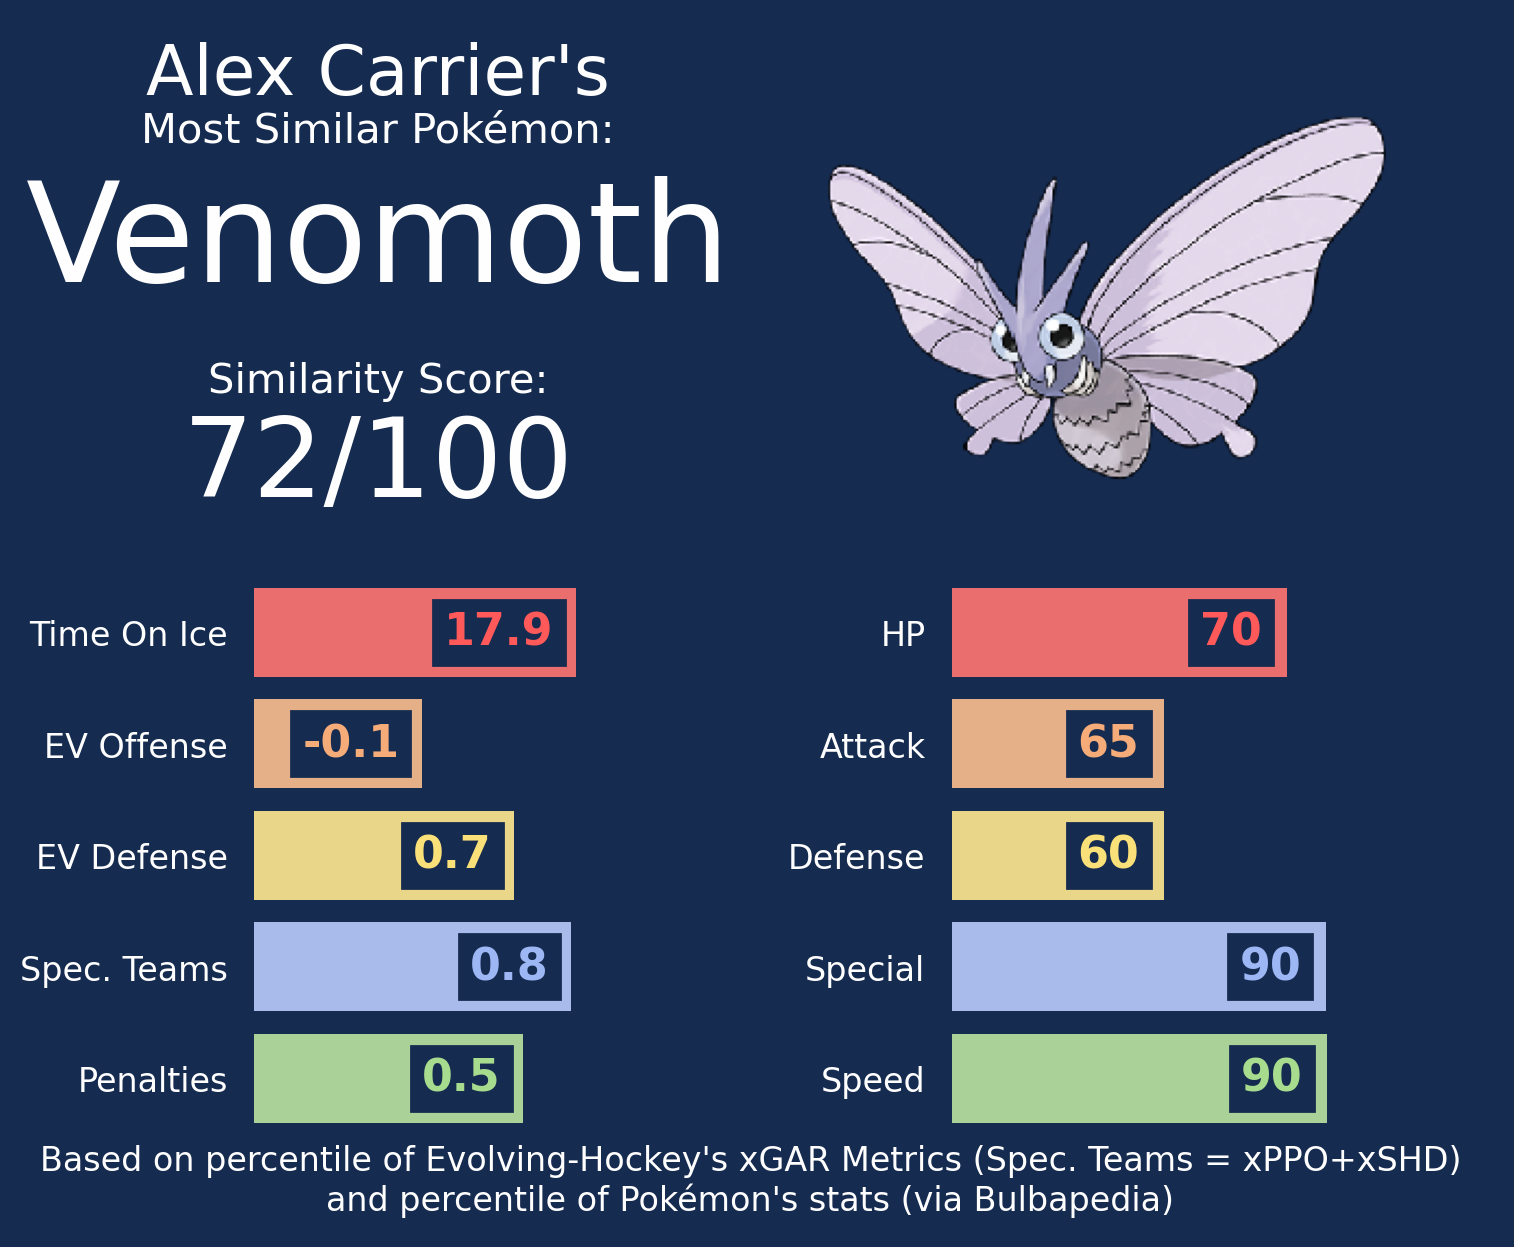 Alex Carrier's
Most Similar Pokémon:
Venomoth
Similarity Score:
72/100
Time On Ice 17.9
EV Offense -0.1
EV Defense 0.7
Spec. Teams 0.8
Penalties 0.5
HP 70
Attack 65
Defense 60
Special 90
Speed 90
Based on percentile of Evolving-Hockey's xGAR Metrics (Spec. Teams = xPPO+xSHD)
and percentile of Pokémon's stats (via Bulbapedia)